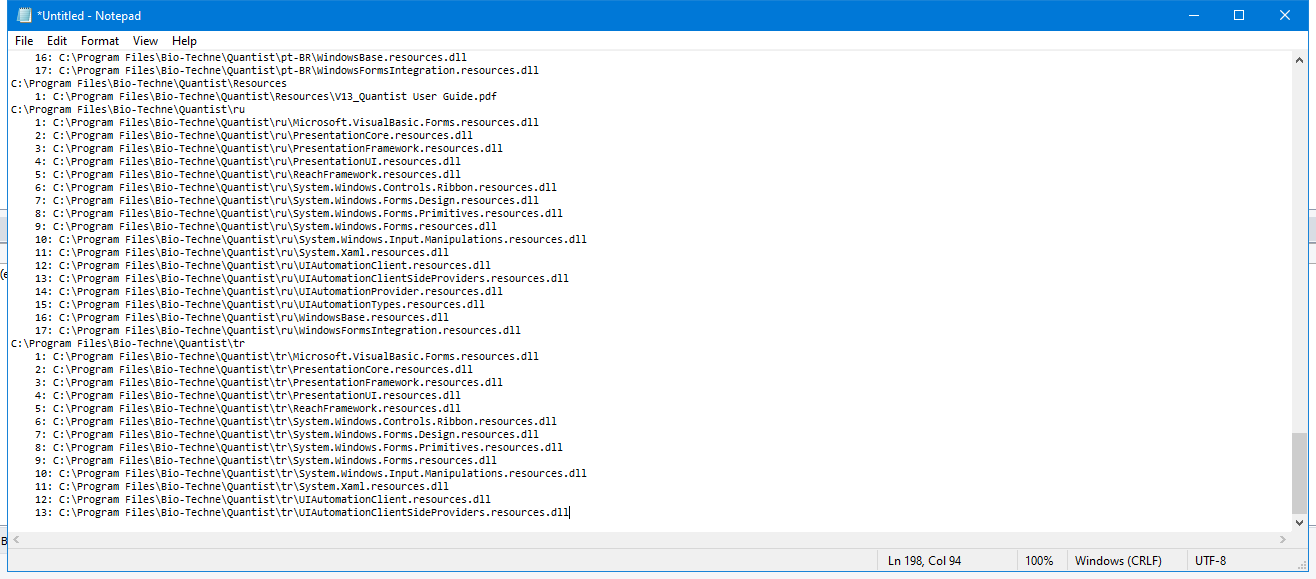 *Untitled - Notepad
File Edit Format View Help
16: C:\Program Files\Bio-Techne\Quantist\pt-BR\WindowsBase.resources.dll
17: C:\Program Files\Bio-Techne\Quantist\pt-BR\WindowsFormsIntegration.resources.dll
C:\Program Files\Bio-Techne\Quantist\Resources
1: C:\Program Files\Bio-Techne\Quantist\Resources\V13_Quantist User Guide.pdf
C:\Program Files\Bio-Techne\Quantist\ru
1: C:\Program Files\Bio-Techne\Quantist\ru\Microsoft.VisualBasic.Forms.resources.dll
2: C:\Program Files\Bio-Techne\Quantist\ru\PresentationCore.resources.dll
3: C:\Program Files\Bio-Techne\Quantist\ru\PresentationFramework.resources.dll
4: C:\Program Files\Bio-Techne\Quantist\ru\PresentationUI.resources.dll
5: C:\Program Files\Bio-Techne\Quantist\ru\ReachFramework.resources.dll
6: C:\Program Files\Bio-Techne\Quantist\ru\System.Windows.Controls.Ribbon.resources.dll
7: C:\Program Files\Bio-Techne\Quantist\ru\System.Windows.Forms.Design.resources.dll
8: C:\Program Files\Bio-Techne\Quantist\ru\System.Windows.Forms.Primitives.resources.dll
9: C:\Program Files\Bio-Techne\Quantist\ru\System.Windows.Forms.resources.dll
10: C:\Program Files\Bio-Techne\Quantist\ru\System.Windows.Input.Manipulations.resources.dll
11: C:\Program Files\Bio-Techne\Quantist\ru\System.Xaml.resources.dll
12: C:\Program Files\Bio-Techne\Quantist\ru\UIAutomationClient.resources.dll
13: C:\Program Files\Bio-Techne\Quantist\ru\UIAutomationClientSideProviders.resources.dll
14: C:\Program Files\Bio-Techne\Quantist\ru\UIAutomationProvider.resources.dll
15: C:\Program Files\Bio-Techne\Quantist\ru\UIAutomationTypes.resources.dll
16: C:\Program Files\Bio-Techne\Quantist\ru\WindowsBase.resources.dll
17: C:\Program Files\Bio-Techne\Quantist\ru\WindowsFormsIntegration.resources.dll
C:\Program Files\Bio-Techne\Quantist\tr
1: C:\Program Files\Bio-Techne\Quantist\tr\Microsoft.VisualBasic.Forms.resources.dll
2: C:\Program Files\Bio-Techne\Quantist\tr\PresentationCore.resources.dll
3: C:\Program Files\Bio-Techne\Quantist\tr\PresentationFramework.resources.dll
4: C:\Program Files\Bio-Techne\Quantist\tr\PresentationUI.resources.dll
5: C:\Program Files\Bio-Techne\Quantist\tr\ReachFramework.resources.dll
6: C:\Program Files\Bio-Techne\Quantist\tr\System.Windows.Controls.Ribbon.resources.dll
7: C:\Program Files\Bio-Techne\Quantist\tr\System.Windows.Forms.Design.resources.dll
8: C:\Program Files\Bio-Techne\Quantist\tr\System.Windows.Forms.Primitives.resources.dll
9: C:\Program Files\Bio-Techne\Quantist\tr\System.Windows.Forms.resources.dll
10: C:\Program Files\Bio-Techne\Quantist\tr\System.Windows.Input.Manipulations.resources.dll
11: C:\Program Files\Bio-Techne\Quantist\tr\System.Xaml.resources.dll
12: C:\Program Files\Bio-Techne\Quantist\tr\UIAutomationClient.resources.dll
13: C:\Program Files\Bio-Techne\Quantist\tr\UIAutomationClientSideProviders.resources.dll
Ln 198, Col 94 100% Windows (CRLF) UTF-8